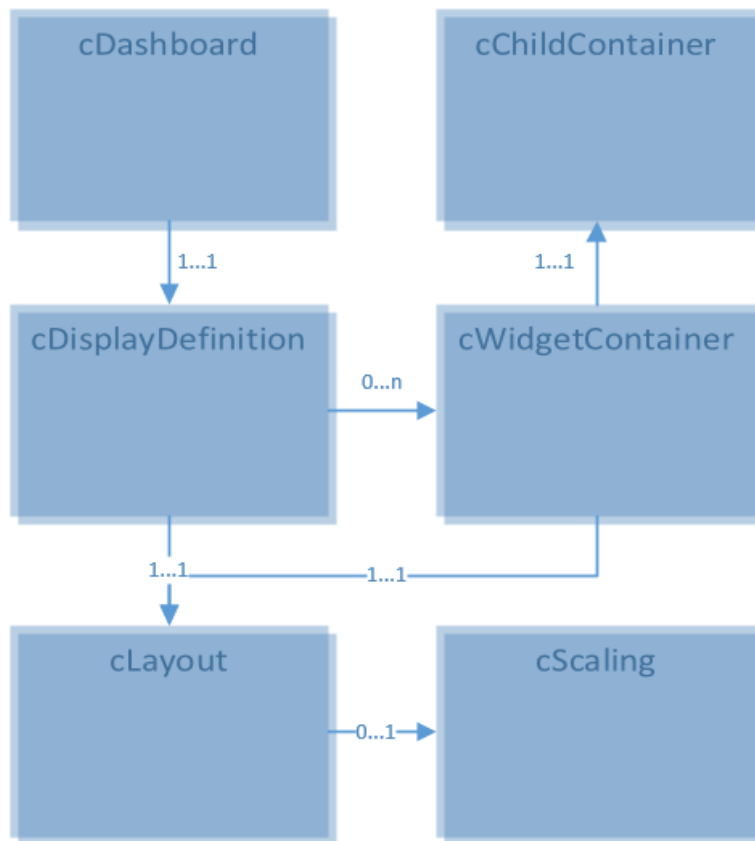 cDashboard
cChildContainer
1...1
1...1
cDisplayDefinition
cWidgetContainer
0...n
1...1
1...1
cLayout
cScaling
0...1